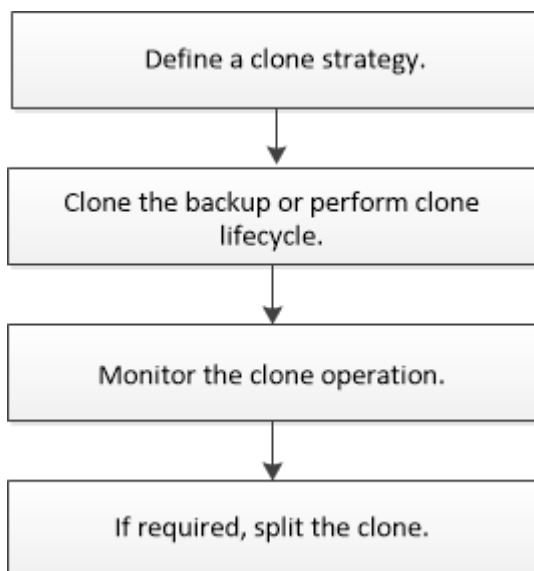 Define a clone strategy.
Clone the backup or perform clone
lifecycle.
Monitor the clone operation.
If required, split the clone.